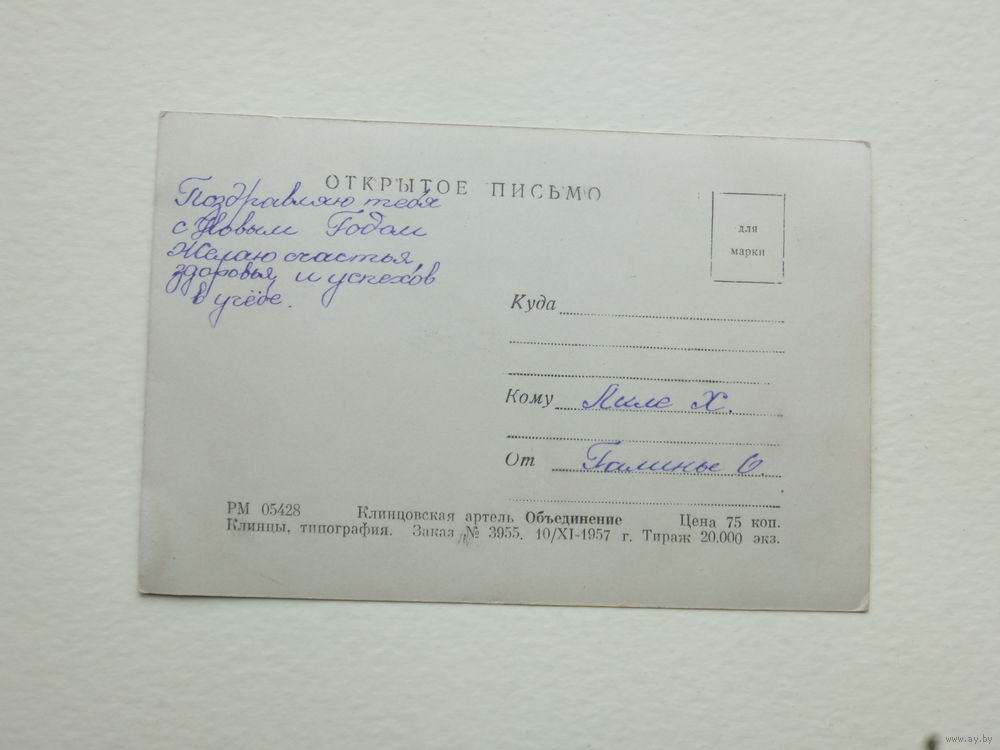 ОТКРЫТОЕ ПИСЬМО
Поздравляю тебя
с Новым Годом
Желаю счастья,
здоровья, и успехов
в учёбе.
для
марки
Куда
Кому Лиле Х.
От Галины О.
РМ 05428 Клинцовская артель Объединение Цена 75 коп.
Клинцы, типография. Заказ № 3955. 10/XI-1957 г. Тираж 20.000 экз.
www.ay.by